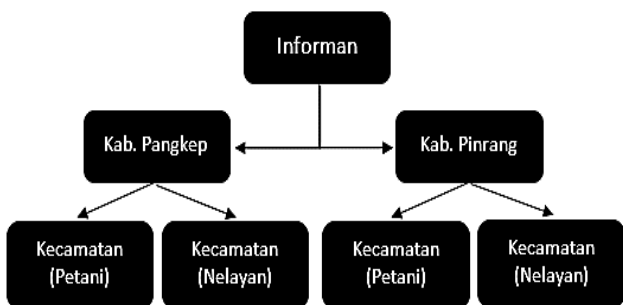 Informan
Kab. Pangkep
Kab. Pinrang
Kecamatan
(Petani)
Kecamatan
(Nelayan)
Kecamatan
(Petani)
Kecamatan
(Nelayan)